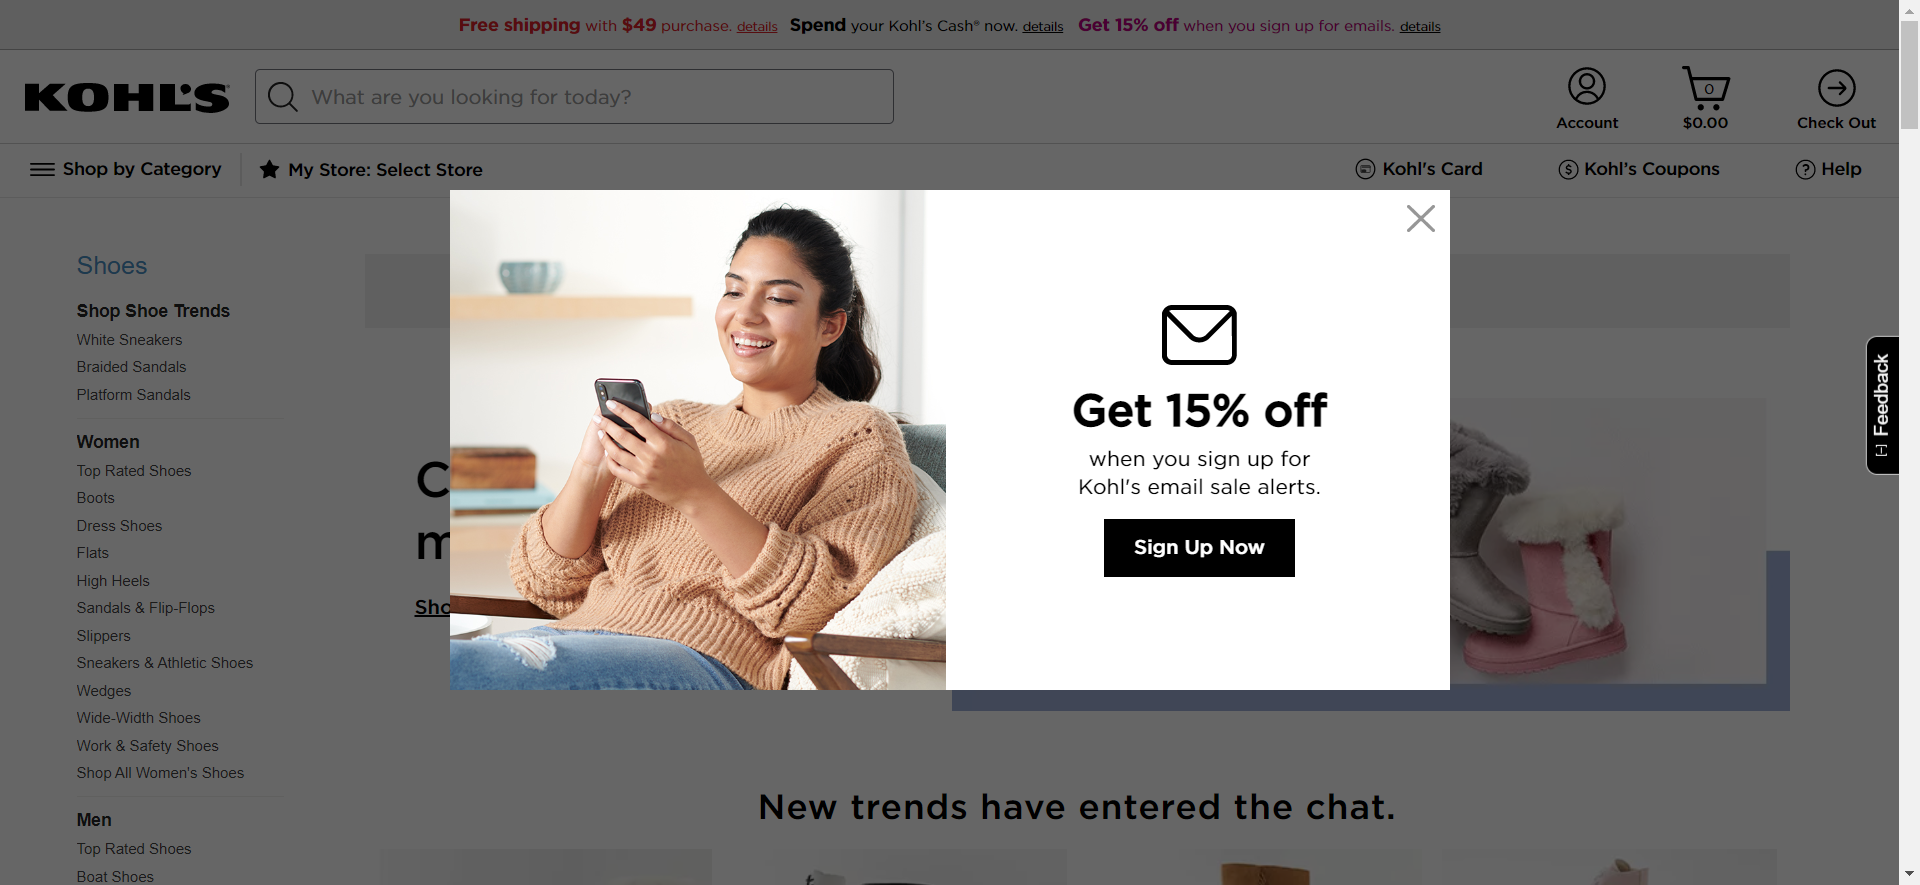 Free shipping with $49 purchase. details Spend your Kohl's Cash® now. details Get 15% off when you sign up for emails. details
KOHL'S
What are you looking for today?
0
Account $0.00 Check Out
Shop by Category My Store: Select Store Kohl's Card $ Kohl's Coupons ? Help
Shoes
Shop Shoe Trends
White Sneakers
Braided Sandals
Platform Sandals
Women
Top Rated Shoes
Boots
Dress Shoes
Flats
High Heels
Sandals & Flip-Flops
Slippers
Sneakers & Athletic Shoes
Wedges
Wide-Width Shoes
Work & Safety Shoes
Shop All Women's Shoes
Men
Top Rated Shoes
Boat Shoes
Get 15% off
when you sign up for
Kohl's email sale alerts.
Sign Up Now
[-] Feedback
New trends have entered the chat.